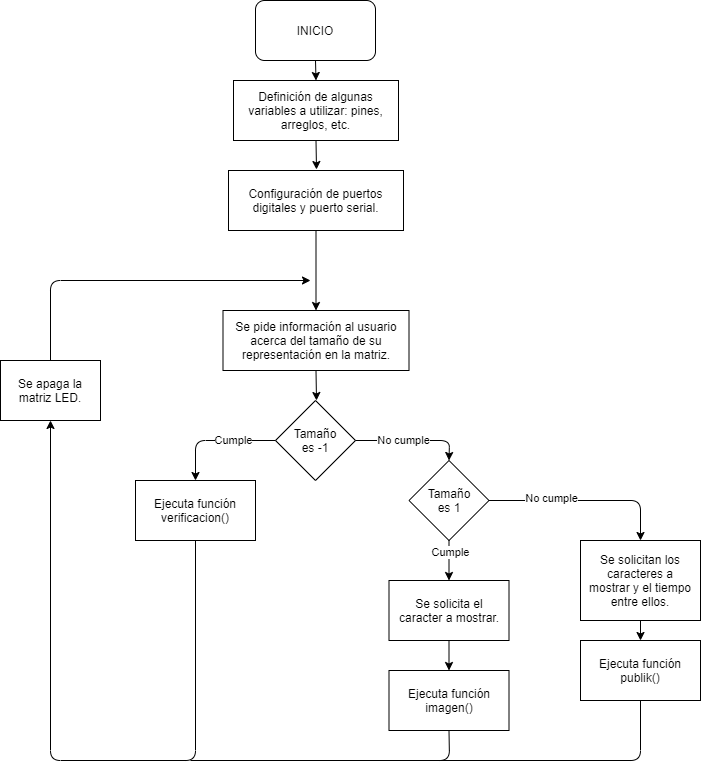 INICIO
Definición de algunas
variables a utilizar: pines,
arreglos, etc.
Configuración de puertos
digitales y puerto serial.
Se pide información al usuario
acerca del tamaño de su
representación en la matriz.
Se apaga la
matriz LED.
Tamaño
es -1
Cumple
No cumple
Ejecuta función
verificacion()
Tamaño
es 1
No cumple
Cumple
Se solicita el
caracter a mostrar.
Ejecuta función
imagen()
Se solicitan los
caracteres a
mostrar y el tiempo
entre ellos.
Ejecuta función
publik()